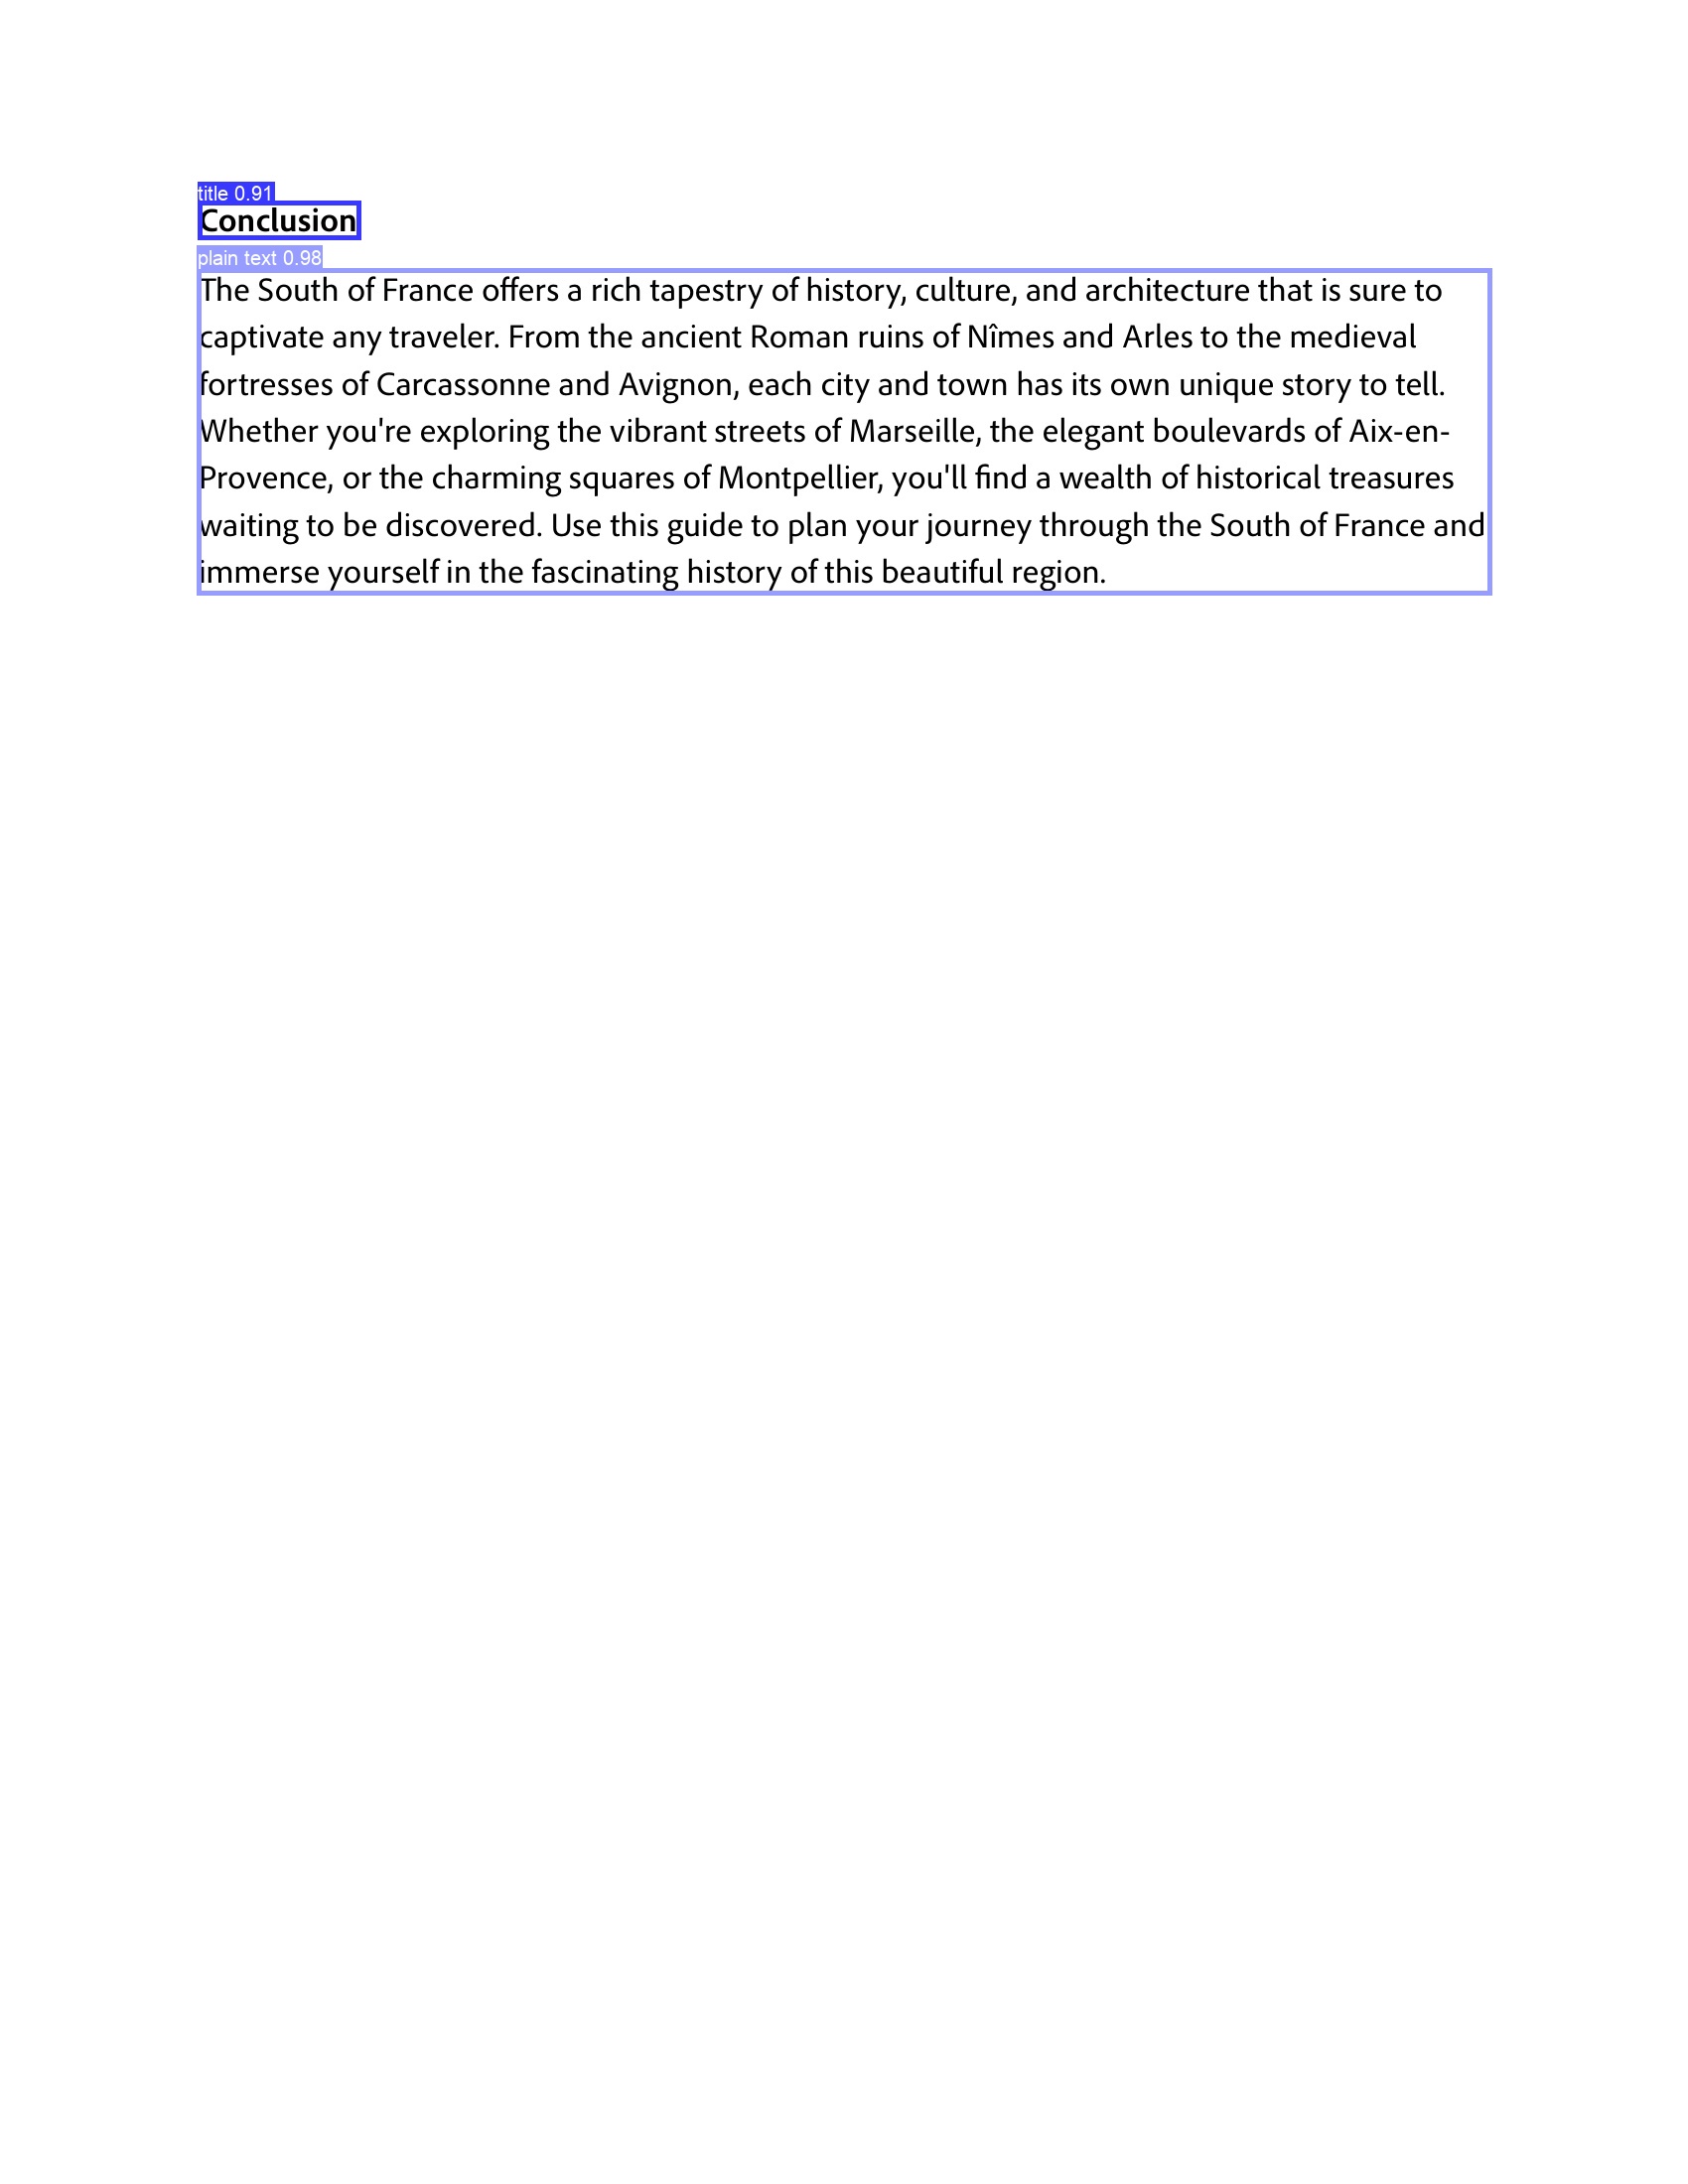 title 0.91
Conclusion
plain text 0.98
The South of France offers a rich tapestry of history, culture, and architecture that is sure to
captivate any traveler. From the ancient Roman ruins of Nîmes and Arles to the medieval
fortresses of Carcassonne and Avignon, each city and town has its own unique story to tell.
Whether you're exploring the vibrant streets of Marseille, the elegant boulevards of Aix-en-
Provence, or the charming squares of Montpellier, you'll find a wealth of historical treasures
waiting to be discovered. Use this guide to plan your journey through the South of France and
immerse yourself in the fascinating history of this beautiful region.